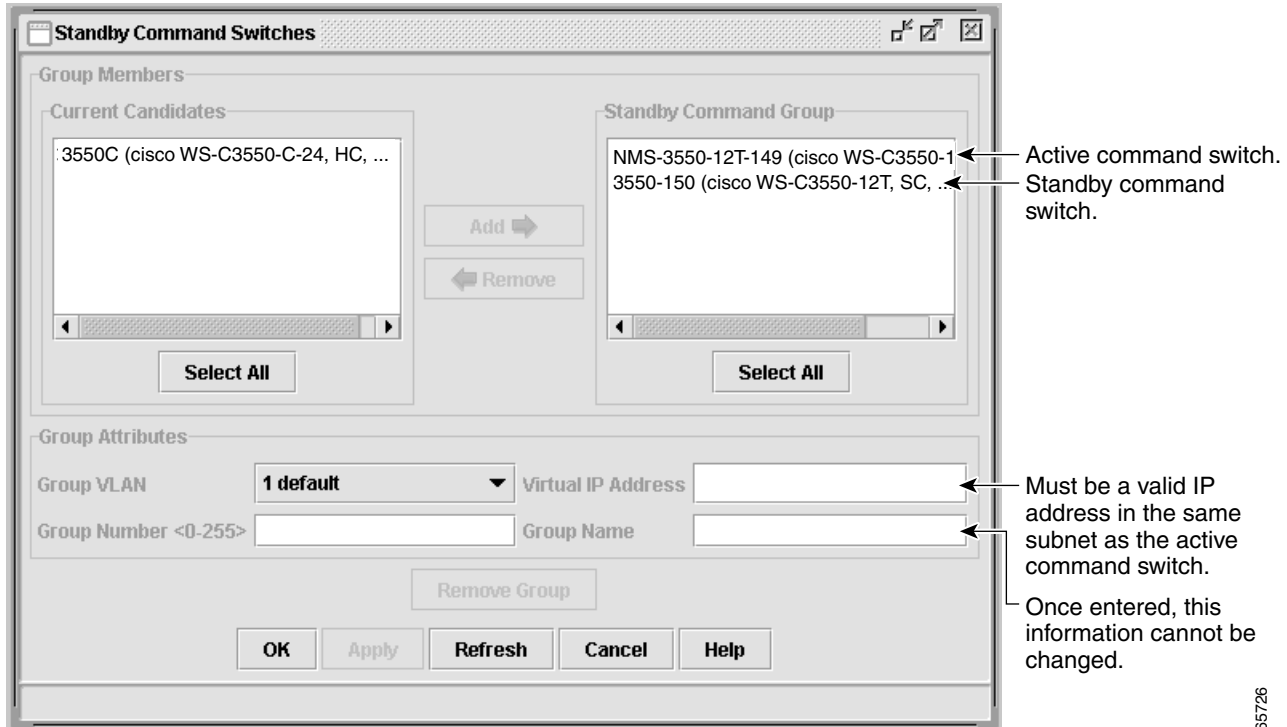 Standby Command Switches
Group Members
Current Candidates
3550C (cisco WS-C3550-C-24, HC, ...
Select All
Add
Remove
Standby Command Group
NMS-3550-12T-149 (cisco WS-C3550-1
3550-150 (cisco WS-C3550-12T, SC, ...
Select All
Active command switch.
Standby command
switch.
Group Attributes
Group VLAN 1 default Virtual IP Address
Group Number <0-255> Group Name
Must be a valid IP
address in the same
subnet as the active
command switch.
Once entered, this
information cannot be
changed.
Remove Group
OK Apply Refresh Cancel Help
65726